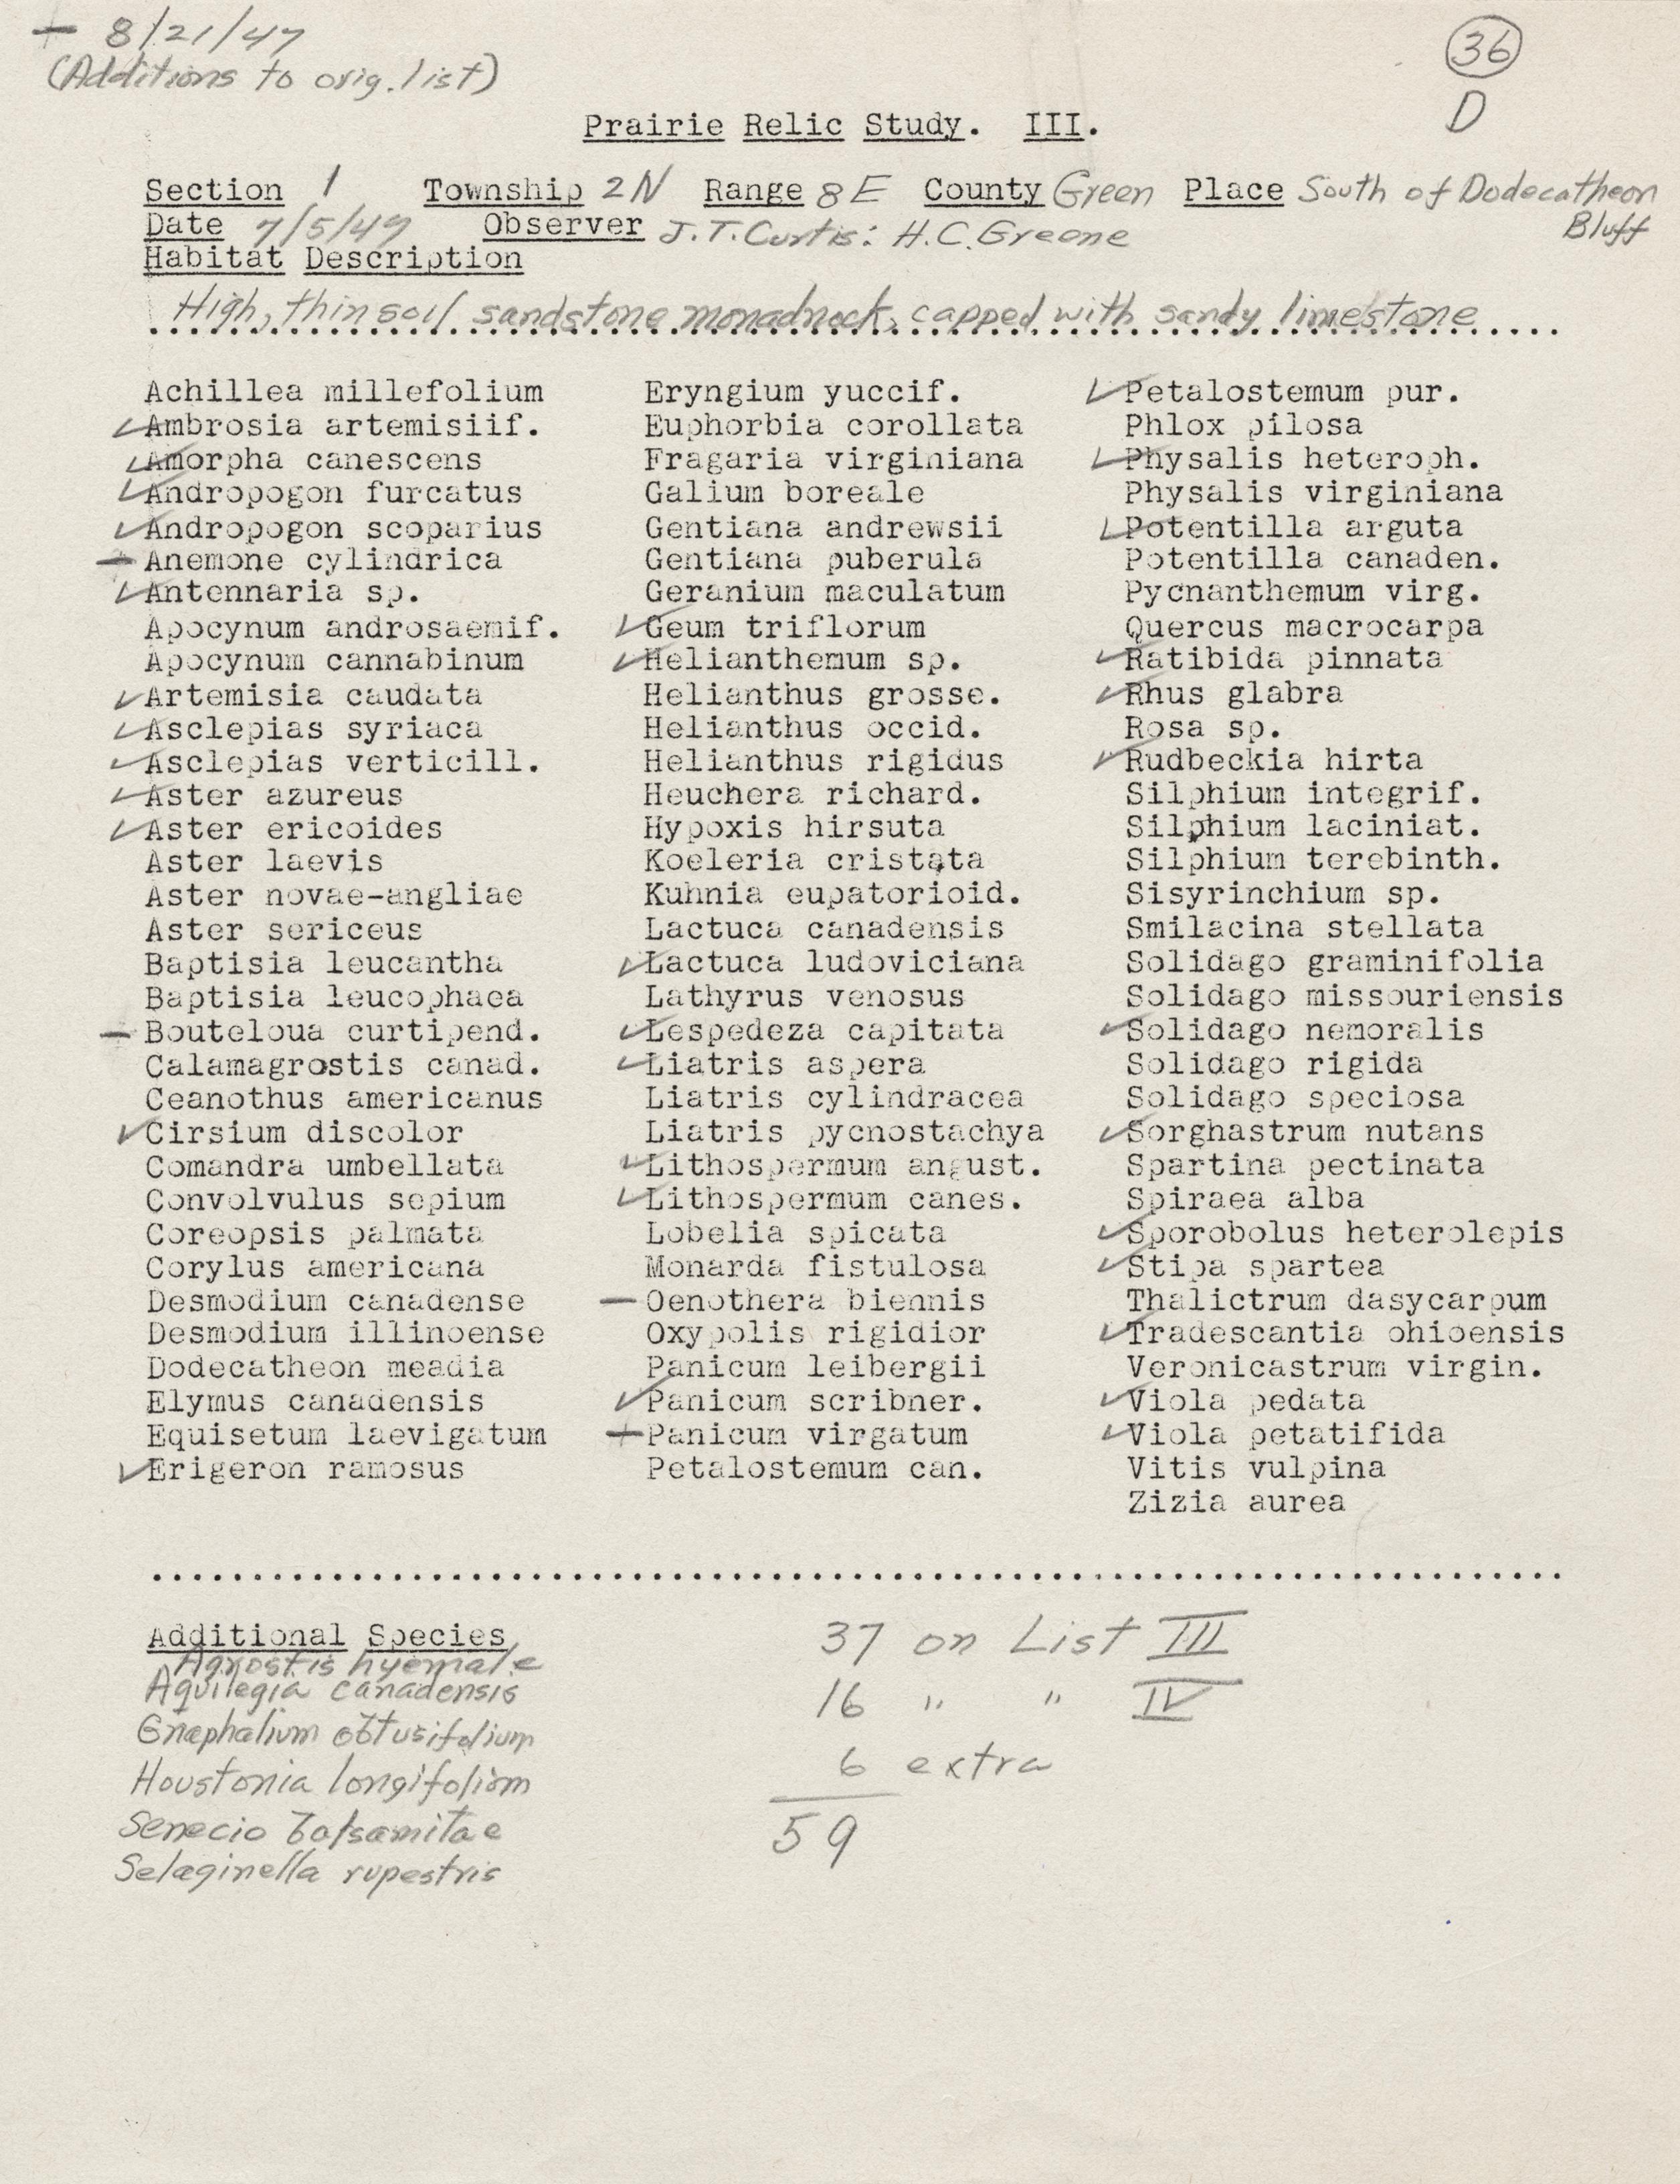 — 8/21/47
(Additions to orig. list)
36
D
Prairie Relic Study. III.
Section 1 Township 2N Range 8E County Green Place South of Dodecatheon Bluff
Date 7/5/47 Observer J.T. Curtis: H.C. Greene
Habitat Description
High, thin soil sandstone monadnock, capped with sandy limestone
Achillea millefolium
✓Ambrosia artemisiif.
✓Amorpha canescens
✓Andropogon furcatus
✓Andropogon scoparius
—Anemone cylindrica
✓Antennaria sp.
Apocynum androsaemif.
Apocynum cannabinum
✓Artemisia caudata
✓Asclepias syriaca
✓Asclepias verticill.
✓Aster azureus
✓Aster ericoides
Aster laevis
Aster novae-angliae
Aster sericeus
Baptisia leucantha
Baptisia leucophaea
—Bouteloua curtipend.
Calamagrostis canad.
Ceanothus americanus
✓Cirsium discolor
Comandra umbellata
Convolvulus sepium
Coreopsis palmata
Corylus americana
Desmodium canadense
Desmodium illinoense
Dodecatheon meadia
Elymus canadensis
Equisetum laevigatum
✓Erigeron ramosus
Eryngium yuccif.
Euphorbia corollata
Fragaria virginiana
Galium boreale
Gentiana andrewsii
Gentiana puberula
Geranium maculatum
✓Geum triflorum
✓Helianthemum sp.
Helianthus grosse.
Helianthus occid.
Helianthus rigidus
Heuchera richard.
Hypoxis hirsuta
Koeleria cristata
Kuhnia eupatorioid.
Lactuca canadensis
✓Lactuca ludoviciana
Lathyrus venosus
✓Lespedeza capitata
✓Liatris aspera
Liatris cylindracea
Liatris pycnostachya
✓Lithospermum angust.
✓Lithospermum canes.
Lobelia spicata
Monarda fistulosa
—Oenothera biennis
Oxypolis rigidior
Panicum leibergii
✓Panicum scribner.
+Panicum virgatum
Petalostemum can.
✓Petalostemum pur.
Phlox pilosa
✓Physalis heteroph.
Physalis virginiana
✓Potentilla arguta
Potentilla canaden.
Pycnanthemum virg.
Quercus macrocarpa
✓Ratibida pinnata
✓Rhus glabra
Rosa sp.
✓Rudbeckia hirta
Silphium integrif.
Silphium laciniat.
Silphium terebinth.
Sisyrinchium sp.
Smilacina stellata
Solidago graminifolia
Solidago missouriensis
✓Solidago nemoralis
Solidago rigida
Solidago speciosa
✓Sorghastrum nutans
Spartina pectinata
Spiraea alba
✓Sporobolus heterolepis
✓Stipa spartea
Thalictrum dasycarpum
✓Tradescantia ohioensis
Veronicastrum virgin.
✓Viola pedata
✓Viola petatifida
Vitis vulpina
Zizia aurea
Additional Species
Agrostis hyemale
Aquilegia canadensis
Gnaphalium obtusifolium
Houstonia longifoliam
Senecio balsamitae
Selaginella rupestris
37 on List III
16 " " IV
6 extra
59